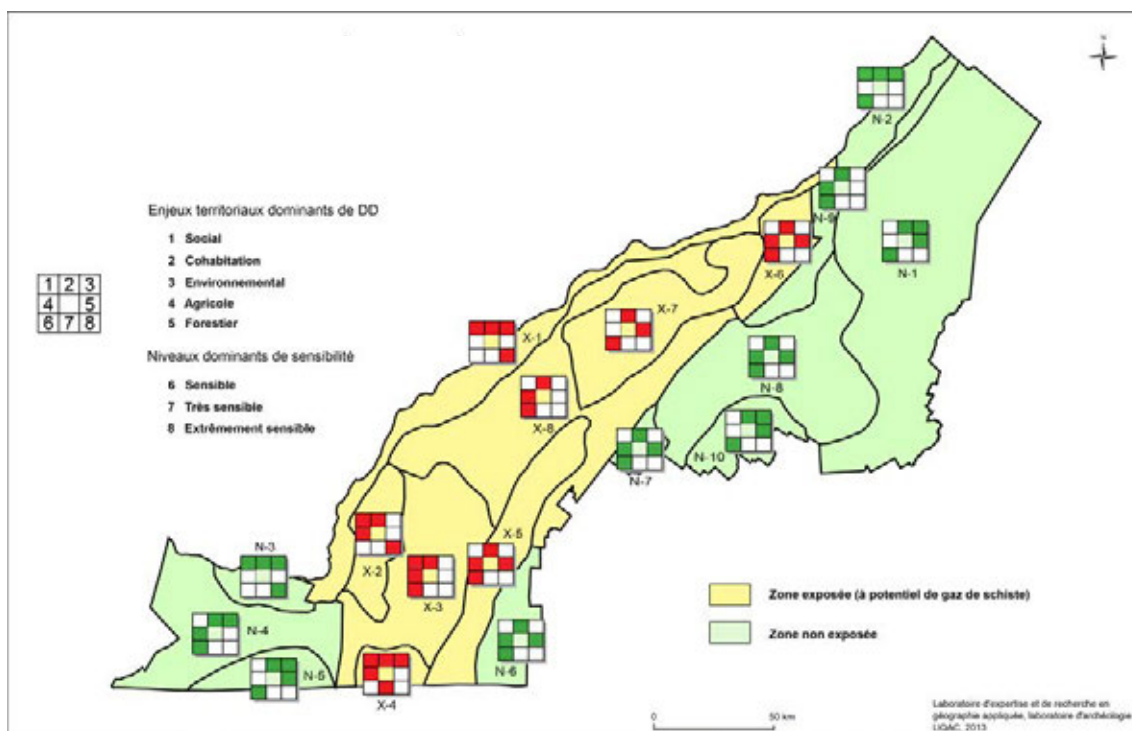 N
N-2
Enjeux territoriaux dominants de DD
1 Social
2 Cohabitation
3 Environnemental
4 Agricole
5 Forestier
1 2 3
4 5
6 7 8
Niveaux dominants de sensibilité
6 Sensible
7 Très sensible
8 Extrêmement sensible
N-9
X-6
N-1
X-7
X-1
N-8
X-8
N-10
N-7
X-5
N-3
X-2
X-3
N-4
N-6
N-5
X-4
Zone exposée (à potentiel de gaz de schiste)
Zone non exposée
0 50 km
Laboratoire d'expertise et de recherche en
géographie appliquée, laboratoire d'archéologie
UQAC, 2013